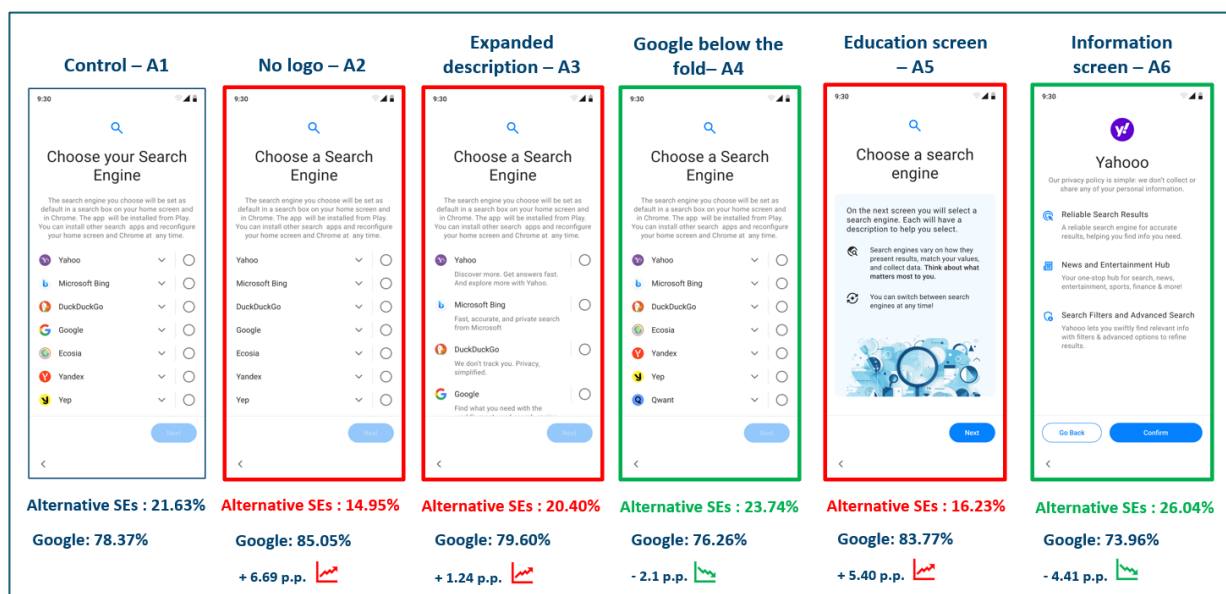 Control – A1
9:30
Choose your Search
Engine
The search engine you choose will be set as
default in a search box on your home screen and
in Chrome. The app will be installed from Play.
You can install other search apps and reconfigure
your home screen and Chrome at any time.
Yahoo
Microsoft Bing
DuckDuckGo
Google
Ecosia
Yandex
Yep
Next
Alternative SEs : 21.63%
Google: 78.37%
No logo – A2
9:30
Choose a Search
Engine
The search engine you choose will be set as
default in a search box on your home screen and
in Chrome. The app will be installed from Play.
You can install other search apps and reconfigure
your home screen and Chrome at any time.
Yahoo
Microsoft Bing
DuckDuckGo
Google
Ecosia
Yandex
Yep
Next
Alternative SEs : 14.95%
Google: 85.05%
+ 6.69 p.p.
Expanded
description – A3
9:30
Choose a Search
Engine
The search engine you choose will be set as
default in a search box on your home screen and
in Chrome. The app will be installed from Play.
You can install other search apps and reconfigure
your home screen and Chrome at any time.
Yahoo
Discover more. Get answers fast.
And explore more with Yahoo.
Microsoft Bing
Fast, accurate, and private search
from Microsoft
DuckDuckGo
We don't track you. Privacy,
simplified.
Google
Find what you need with the
Next
Alternative SEs : 20.40%
Google: 79.60%
+ 1.24 p.p.
Google below the
fold– A4
9:30
Choose a Search
Engine
The search engine you choose will be set as
default in a search box on your home screen and
in Chrome. The app will be installed from Play.
You can install other search apps and reconfigure
your home screen and Chrome at any time.
Yahoo
Microsoft Bing
DuckDuckGo
Ecosia
Yandex
Yep
Qwant
Next
Alternative SEs : 23.74%
Google: 76.26%
- 2.1 p.p.
Education screen
– A5
9:30
Choose a search
engine
On the next screen you will select a
search engine. Each will have a
description to help you select.
Search engines vary on how they
present results, match your values,
and collect data. Think about what
matters most to you.
You can switch between search
engines at any time!
Next
Alternative SEs : 16.23%
Google: 83.77%
+ 5.40 p.p.
Information
screen – A6
9:30
y!
Yahooo
Our privacy policy is simple: we don't collect or
share any of your personal information.
Reliable Search Results
A reliable search engine for accurate
results, helping you find info you need.
News and Entertainment Hub
Your one-stop hub for search, news,
entertainment, sports, finance & more!
Search Filters and Advanced Search
Yahooo lets you swiftly find relevant info
with filters & advanced options to refine
results.
Go Back
Confirm
Alternative SEs : 26.04%
Google: 73.96%
- 4.41 p.p.